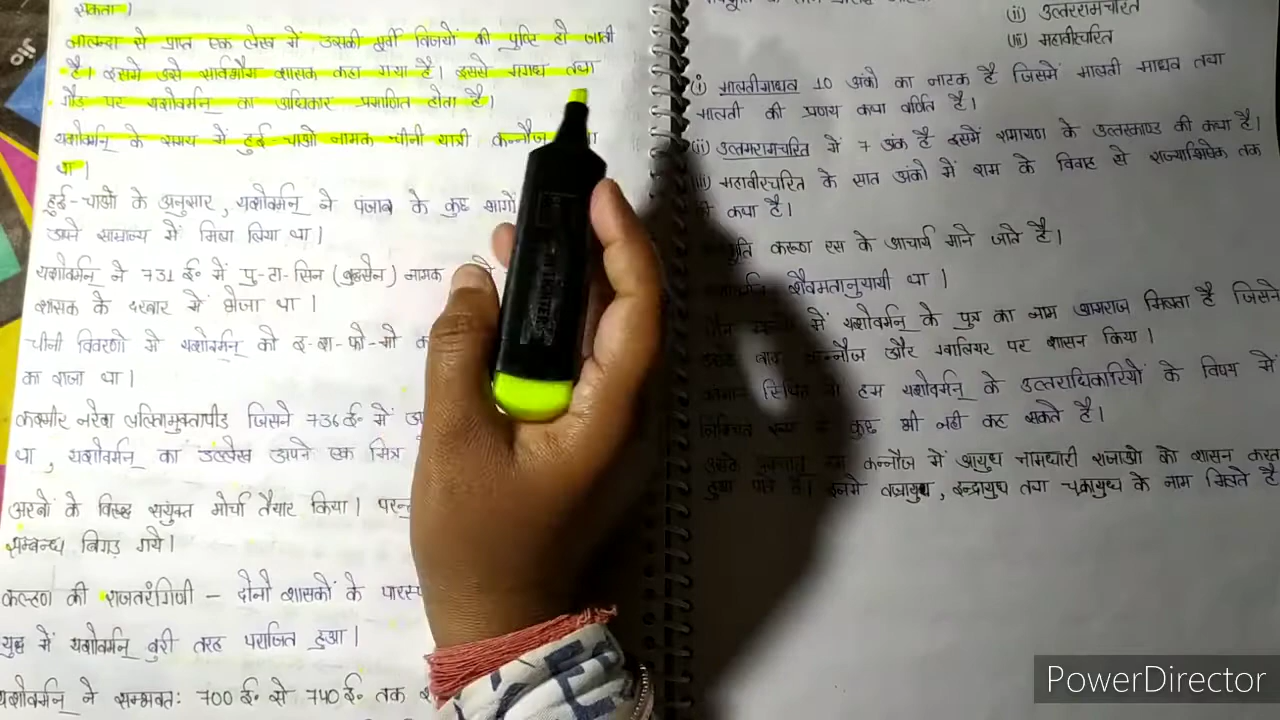 सकता।
नालन्दा से प्राप्त एक लेख में उसकी पूर्वी विजयों की पुष्टि हो जाती
है। इसमें उसे सार्वभौम शासक कहा गया है। इससे मगध तथा
गौड़ पर यशोवर्मन् का अधिकार प्रमाणित होता है।
यशोवर्मन् के समय में हुई-चाओ नामक चीनी यात्री कन्नौज
था।
हुई-चाओ के अनुसार, यशोवर्मन् ने पंजाब के कुछ भागों
अपने साम्राज्य में मिला लिया था।
यशोवर्मन् ने 731 ई० में पु-टा-सिन (बुद्धसेन) नामक
शासक के दरबार में भेजा था।
चीनी विवरणो में यशोवर्मन् को इ-श-फो-मो
का राजा था।
कश्मीर नरेश ललितामुक्तापीड जिसने 736 ई० में
था, यशोवर्मन् का उल्लेख अपने एक मित्र
अरबों के विरुद्ध संयुक्त मोर्चा तैयार किया।
सम्बन्ध बिगड़ गये।
कल्हण की राजतरंगिणी – दोनो शासकों के
युद्ध में यशोवर्मन् बुरी तरह पराजित हुआ।
यशोवर्मन् ने सम्भवत: 700 ई० से 740 ई० तक
(ii) उत्तररामचरित
(iii) महावीरचरित
(i) मालतीमाधव 10 अंको का नाटक है जिसमें मालती माधव तथा
मालती की प्रणय कथा वर्णित है।
(ii) उत्तमरामचरित में 7 अंक है इसमें रामायण के उत्तरकाण्ड की कथा है।
(iii) महावीरचरित के सात अंको में राम के विवाह से राज्याभिषेक तक
की कथा है।
करूण रस के आचार्य माने जाते है।
शैवमतानुयायी था।
में यशोवर्मन् के पुत्र का नाम आमराज मिलता है जिसने
कन्नौज और ग्वालियर पर शासन किया।
हम यशोवर्मन् के उत्तराधिकारियों के विषय में
निश्चित रूप से कुछ भी नही कह सकते है।
उसके कन्नौज में आयुध नामधारी राजाओ को शासन करते
हुआ पाते है। इनमे वज्रायुध, इन्द्रायुध तथा चक्रायुध के नाम मिलते है
PowerDirector